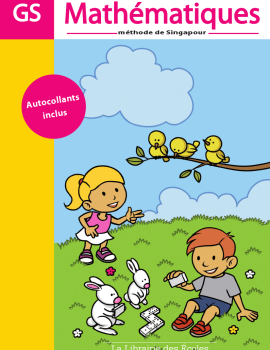 GS
Mathématiques
méthode de Singapour
Autocollants
inclus
La Librairie des Ecoles